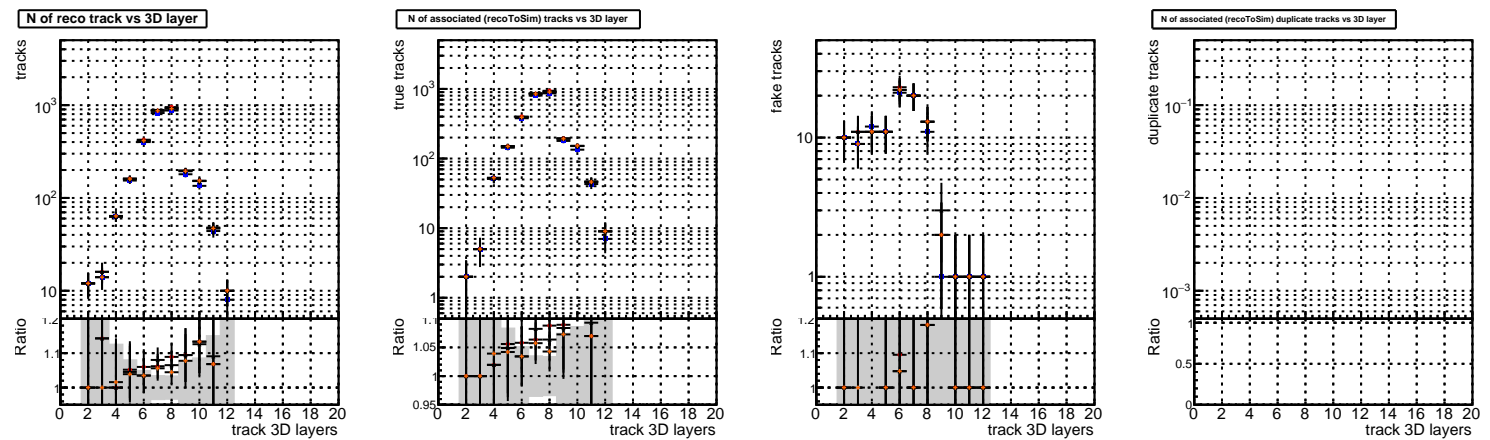 N of reco track vs 3D layer
tracks
10³
10²
10
Ratio
1.2
1.1
1
0 2 4 6 8 10 12 14 16 18 20
track 3D layers
N of associated (recoToSim) tracks vs 3D layer
true tracks
10³
10²
10
1
Ratio
1.1
1.05
1
0.95
0 2 4 6 8 10 12 14 16 18 20
track 3D layers
fake tracks
10
1
Ratio
1.2
1.1
1
0 2 4 6 8 10 12 14 16 18 20
track 3D layers
N of associated (recoToSim) duplicate tracks vs 3D layer
duplicate tracks
10⁻¹
10⁻²
10⁻³
Ratio
1
0.5
0
0 2 4 6 8 10 12 14 16 18 20
track 3D layers